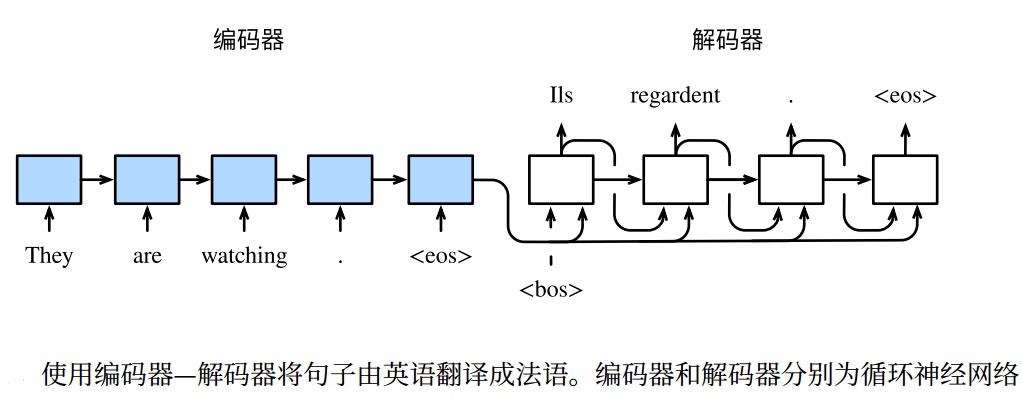 编码器 解码器
Ils regardent . <eos>
They are watching . <eos>
<bos>
使用编码器—解码器将句子由英语翻译成法语。编码器和解码器分别为循环神经网络